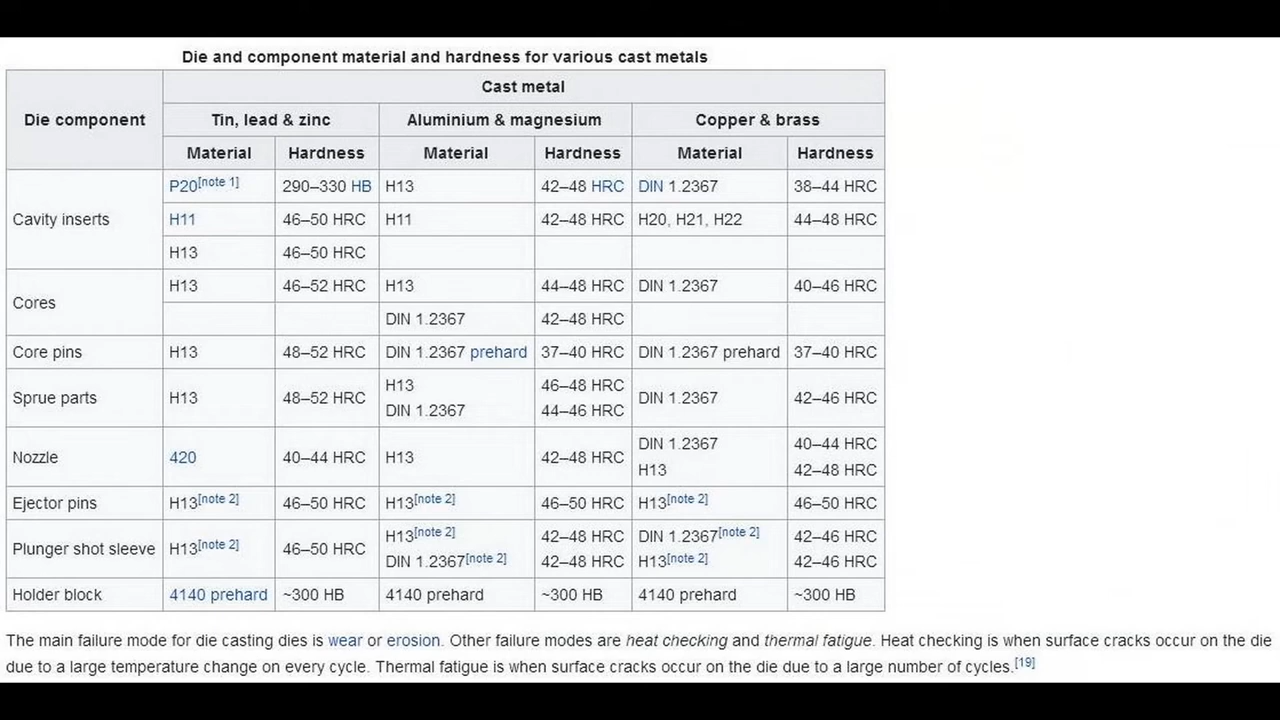 Die and component material and hardness for various cast metals
Die component
Cast metal
Tin, lead & zinc Aluminium & magnesium Copper & brass
Material Hardness Material Hardness Material Hardness
Cavity inserts
P20[note 1] 290–330 HB H13 42–48 HRC DIN 1.2367 38–44 HRC
H11 46–50 HRC H11 42–48 HRC H20, H21, H22 44–48 HRC
H13 46–50 HRC
Cores
H13 46–52 HRC H13 44–48 HRC DIN 1.2367 40–46 HRC
DIN 1.2367 42–48 HRC
Core pins H13 48–52 HRC DIN 1.2367 prehard 37–40 HRC DIN 1.2367 prehard 37–40 HRC
Sprue parts H13 48–52 HRC H13 46–48 HRC DIN 1.2367 42–46 HRC
DIN 1.2367 44–46 HRC
Nozzle 420 40–44 HRC H13 42–48 HRC DIN 1.2367 40–44 HRC
H13 42–48 HRC
Ejector pins H13[note 2] 46–50 HRC H13[note 2] 46–50 HRC H13[note 2] 46–50 HRC
Plunger shot sleeve H13[note 2] 46–50 HRC H13[note 2] 42–48 HRC DIN 1.2367[note 2] 42–46 HRC
DIN 1.2367[note 2] 42–48 HRC H13[note 2] 42–46 HRC
Holder block 4140 prehard ~300 HB 4140 prehard ~300 HB 4140 prehard ~300 HB
The main failure mode for die casting dies is wear or erosion. Other failure modes are heat checking and thermal fatigue. Heat checking is when surface cracks occur on the die
due to a large temperature change on every cycle. Thermal fatigue is when surface cracks occur on the die due to a large number of cycles.[19]